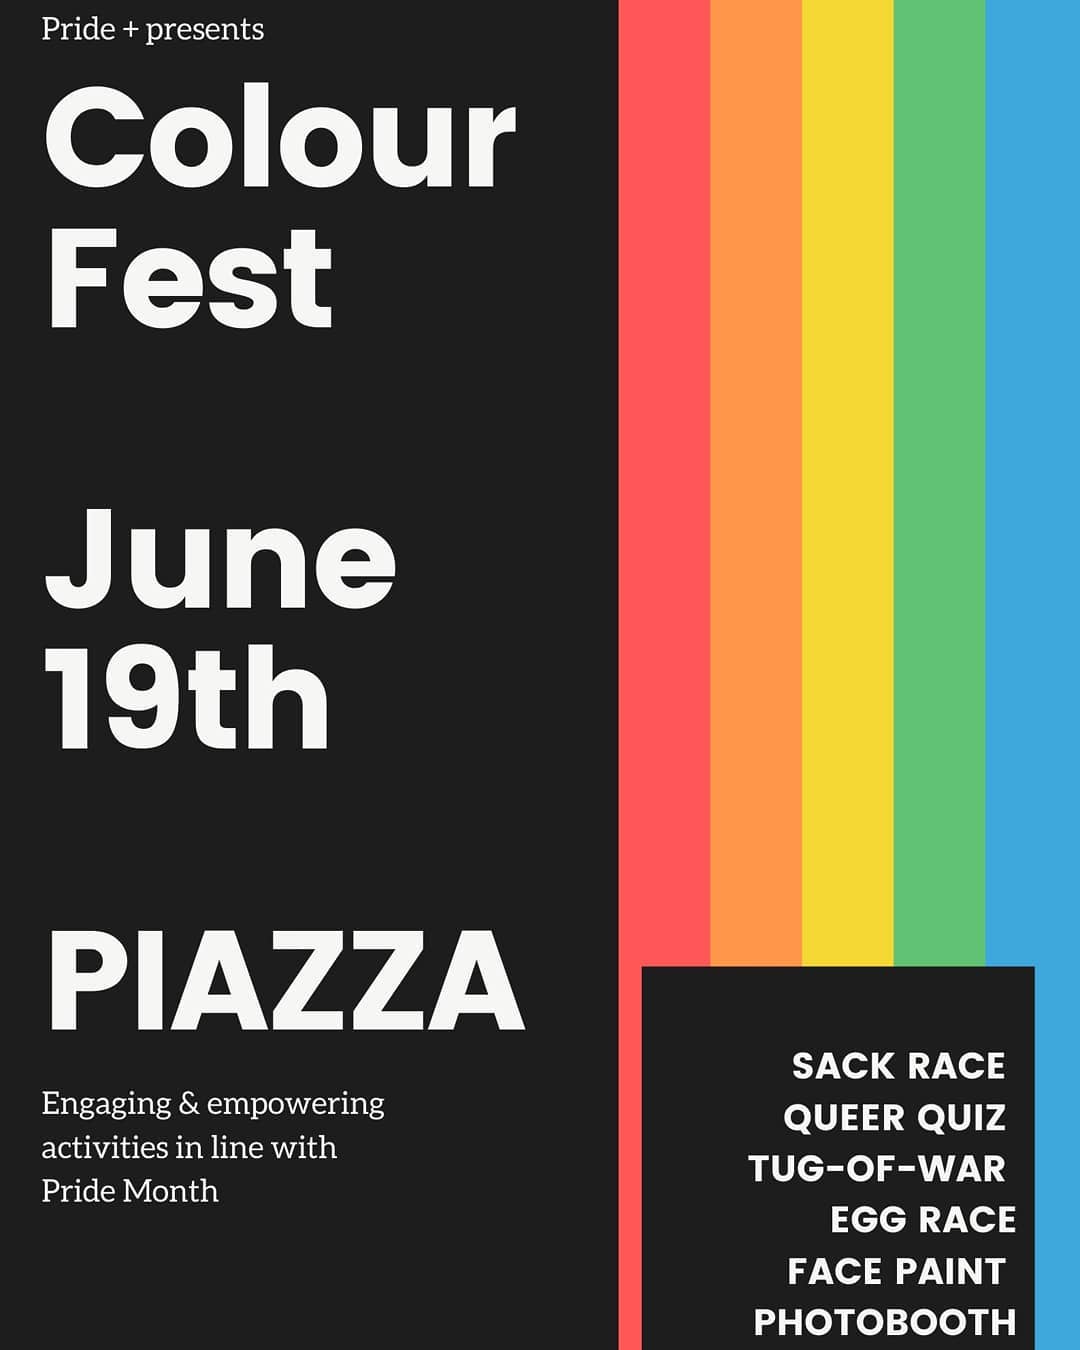 Pride + presents
Colour
Fest
June
19th
PIAZZA
Engaging & empowering
activities in line with
Pride Month
SACK RACE
QUEER QUIZ
TUG-OF-WAR
EGG RACE
FACE PAINT
PHOTOBOOTH